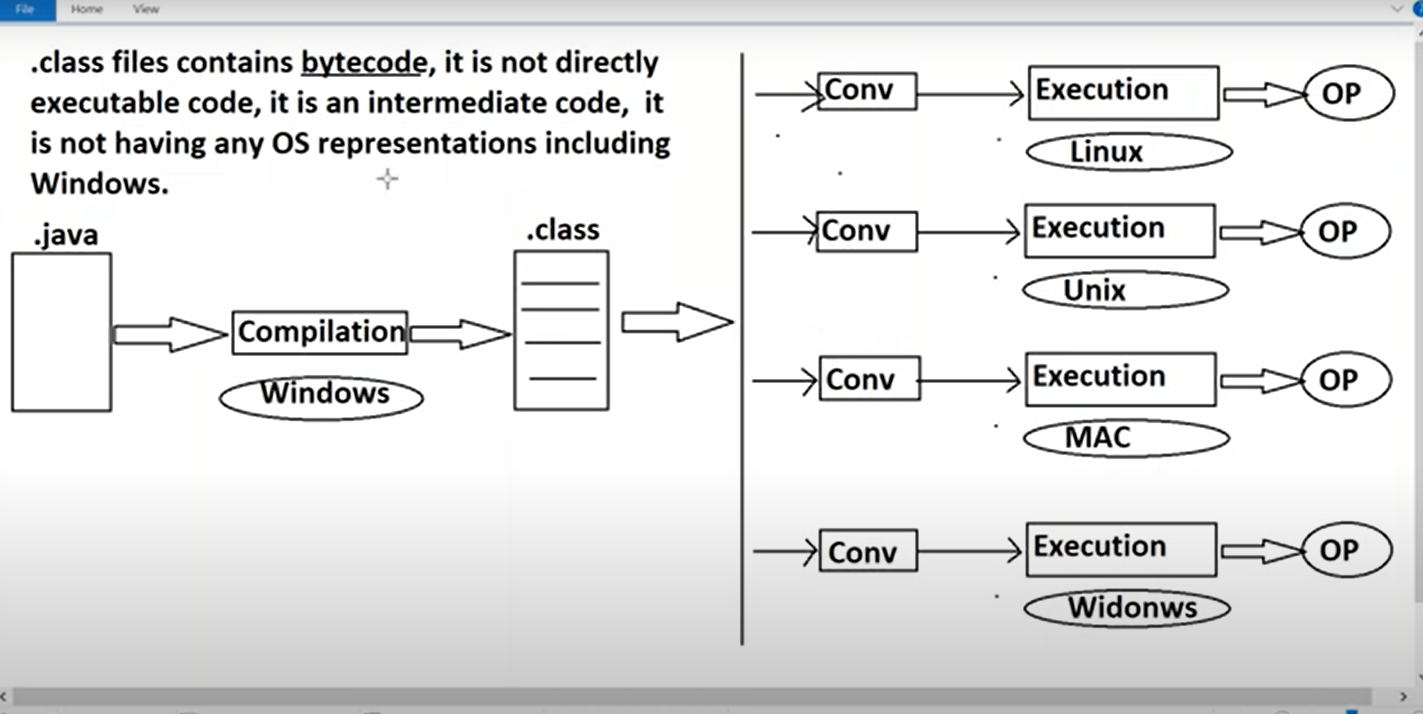 File Home View
.class files contains bytecode, it is not directly
executable code, it is an intermediate code, it
is not having any OS representations including
Windows.
.java
.class
Compilation
Windows
Conv
Execution
OP
Linux
Conv
Execution
OP
Unix
Conv
Execution
OP
MAC
Conv
Execution
OP
Widonws